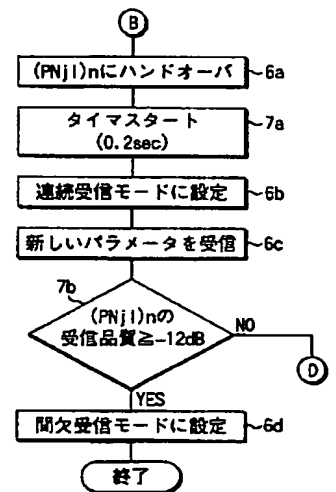 B
(PNjl)nにハンドオーバ
6a
タイマスタート
(0.2sec)
7a
連続受信モードに設定
6b
新しいパラメータを受信
6c
7b
(PNjl)nの
受信品質≧-12dB
NO
D
YES
間欠受信モードに設定
6d
終了